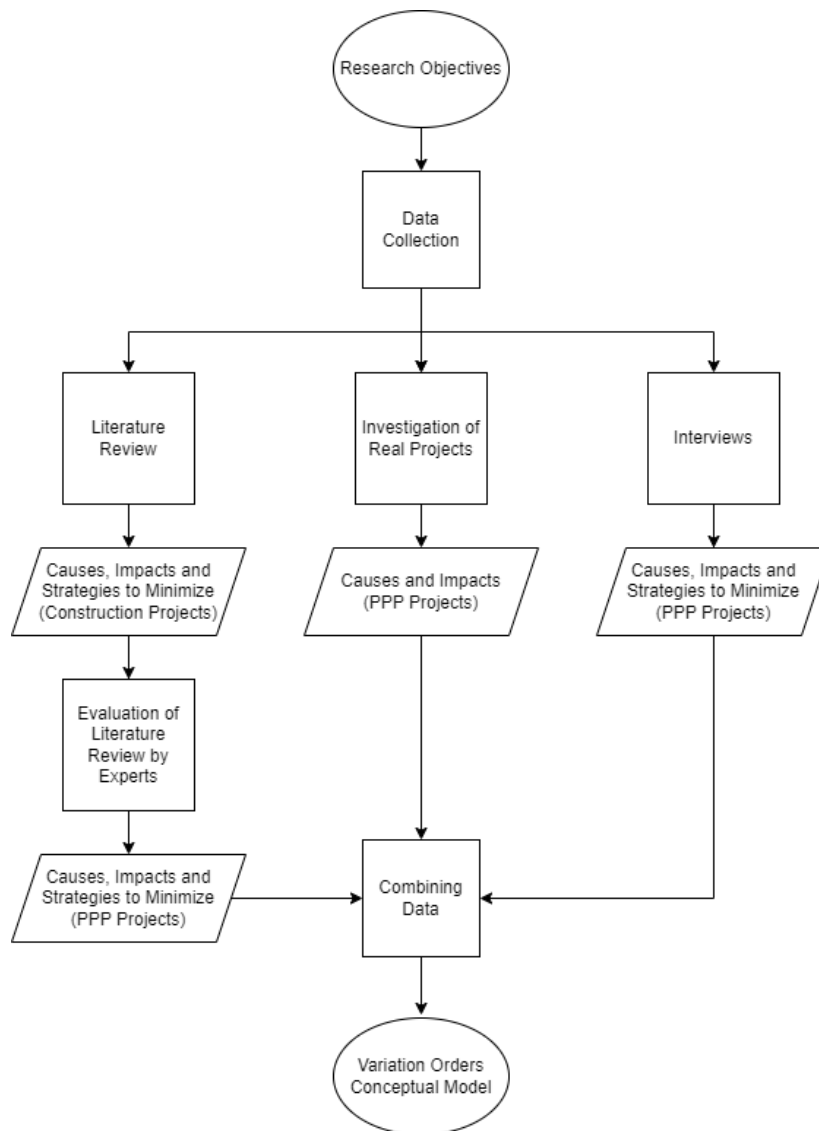 Research Objectives
Data
Collection
Literature
Review
Investigation of
Real Projects
Interviews
Causes, Impacts and
Strategies to Minimize
(Construction Projects)
Causes and Impacts
(PPP Projects)
Causes, Impacts and
Strategies to Minimize
(PPP Projects)
Evaluation of
Literature
Review by
Experts
Causes, Impacts and
Strategies to Minimize
(PPP Projects)
Combining
Data
Variation Orders
Conceptual Model